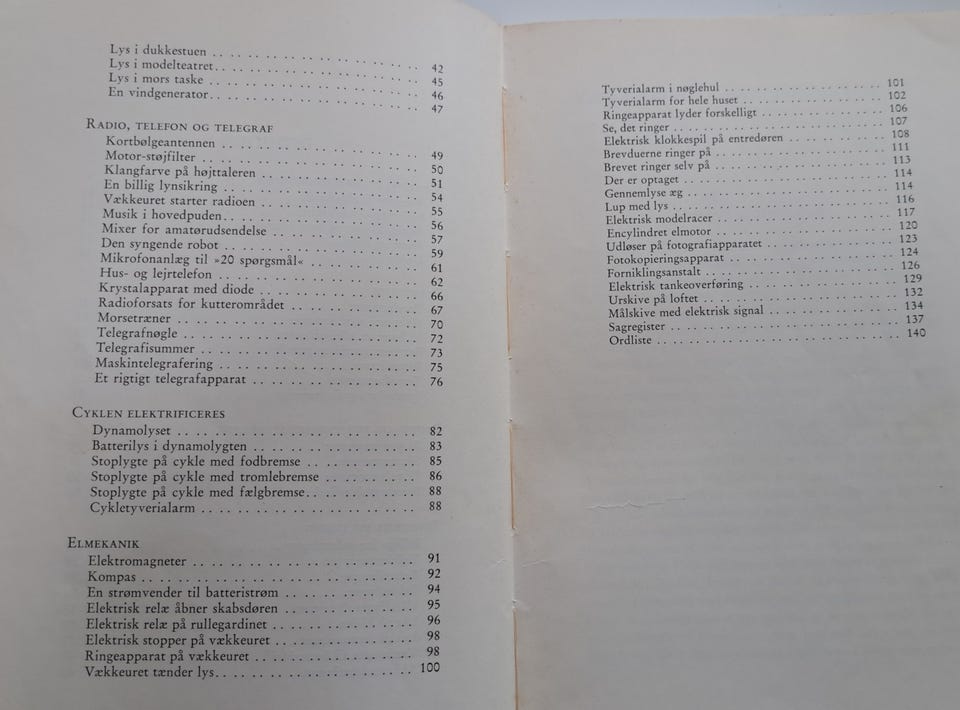 Lys i dukkestuen . . . . . . . . . . . . . . . . . 42
Lys i modelteatret . . . . . . . . . . . . . . . . . 45
Lys i mors taske . . . . . . . . . . . . . . . . . 46
En vindgenerator . . . . . . . . . . . . . . . . . 47
RADIO, TELEFON OG TELEGRAF
Kortbølgeantennen . . . . . . . . . . . . . . . . . 49
Motor-støjfilter . . . . . . . . . . . . . . . . . 50
Klangfarve på højttaleren . . . . . . . . . . . . . 51
En billig lynsikring . . . . . . . . . . . . . . . 54
Vækkeuret starter radioen . . . . . . . . . . . . . 55
Musik i hovedpuden . . . . . . . . . . . . . . . . 56
Mixer for amatørudsendelse . . . . . . . . . . . . 57
Den syngende robot . . . . . . . . . . . . . . . . 59
Mikrofonanlæg til »20 spørgsmål« . . . . . . . . . 61
Hus- og lejrtelefon . . . . . . . . . . . . . . . . 62
Krystalapparat med diode . . . . . . . . . . . . . 66
Radioforsats for kutterområdet . . . . . . . . . . 67
Morsetræner . . . . . . . . . . . . . . . . . . . 70
Telegrafnøgle . . . . . . . . . . . . . . . . . . 72
Telegrafisummer . . . . . . . . . . . . . . . . . 73
Maskintelegrafering . . . . . . . . . . . . . . . . 75
Et rigtigt telegrafapparat . . . . . . . . . . . . 76
CYKLEN ELEKTRIFICERES
Dynamolyset . . . . . . . . . . . . . . . . . . . 82
Batterilys i dynamolygten . . . . . . . . . . . . . 83
Stoplygte på cykle med fodbremse . . . . . . . . . 85
Stoplygte på cykle med tromlebremse . . . . . . . . 86
Stoplygte på cykle med fælgbremse . . . . . . . . . 88
Cykletyverialarm . . . . . . . . . . . . . . . . . 88
ELMEKANIK
Elektromagneter . . . . . . . . . . . . . . . . . 91
Kompas . . . . . . . . . . . . . . . . . . . . . 92
En strømvender til batteristrøm . . . . . . . . . . 94
Elektrisk relæ åbner skabsdøren . . . . . . . . . . 95
Elektrisk relæ på rullegardinet . . . . . . . . . . 96
Elektrisk stopper på vækkeuret . . . . . . . . . . 98
Ringeapparat på vækkeuret . . . . . . . . . . . . . 98
Vækkeuret tænder lys . . . . . . . . . . . . . . . 100
Tyverialarm i nøglehul . . . . . . . . . . . . . . 101
Tyverialarm for hele huset . . . . . . . . . . . . 102
Ringeapparat lyder forskelligt . . . . . . . . . . 106
Se, det ringer . . . . . . . . . . . . . . . . . . 107
Elektrisk klokkespil på entredøren . . . . . . . . 108
Brevduerne ringer på . . . . . . . . . . . . . . . 111
Brevet ringer selv på . . . . . . . . . . . . . . . 113
Der er optaget . . . . . . . . . . . . . . . . . . 114
Gennemlyse æg . . . . . . . . . . . . . . . . . . 114
Lup med lys . . . . . . . . . . . . . . . . . . . 116
Elektrisk modelracer . . . . . . . . . . . . . . . 117
Encylindret elmotor . . . . . . . . . . . . . . . . 120
Udløser på fotografiapparatet . . . . . . . . . . . 123
Fotokopieringsapparat . . . . . . . . . . . . . . . 124
Forniklingsanstalt . . . . . . . . . . . . . . . . 126
Elektrisk tankeoverføring . . . . . . . . . . . . . 129
Urskive på loftet . . . . . . . . . . . . . . . . . 132
Målskive med elektrisk signal . . . . . . . . . . . 134
Sagregister . . . . . . . . . . . . . . . . . . . 137
Ordliste . . . . . . . . . . . . . . . . . . . . . 140